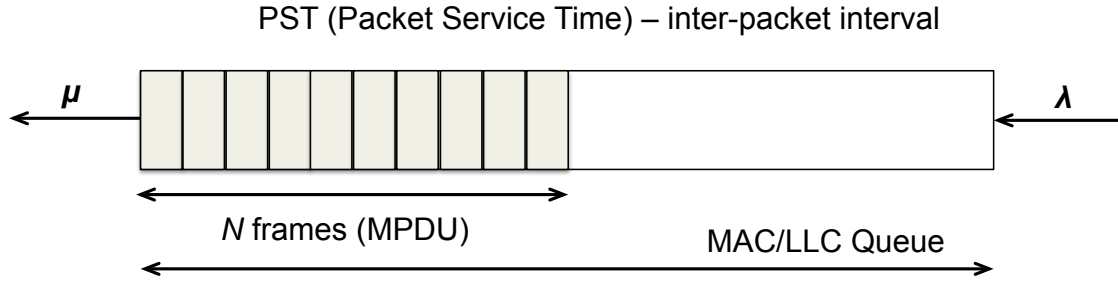 PST (Packet Service Time) – inter-packet interval
μ
λ
N frames (MPDU)
MAC/LLC Queue